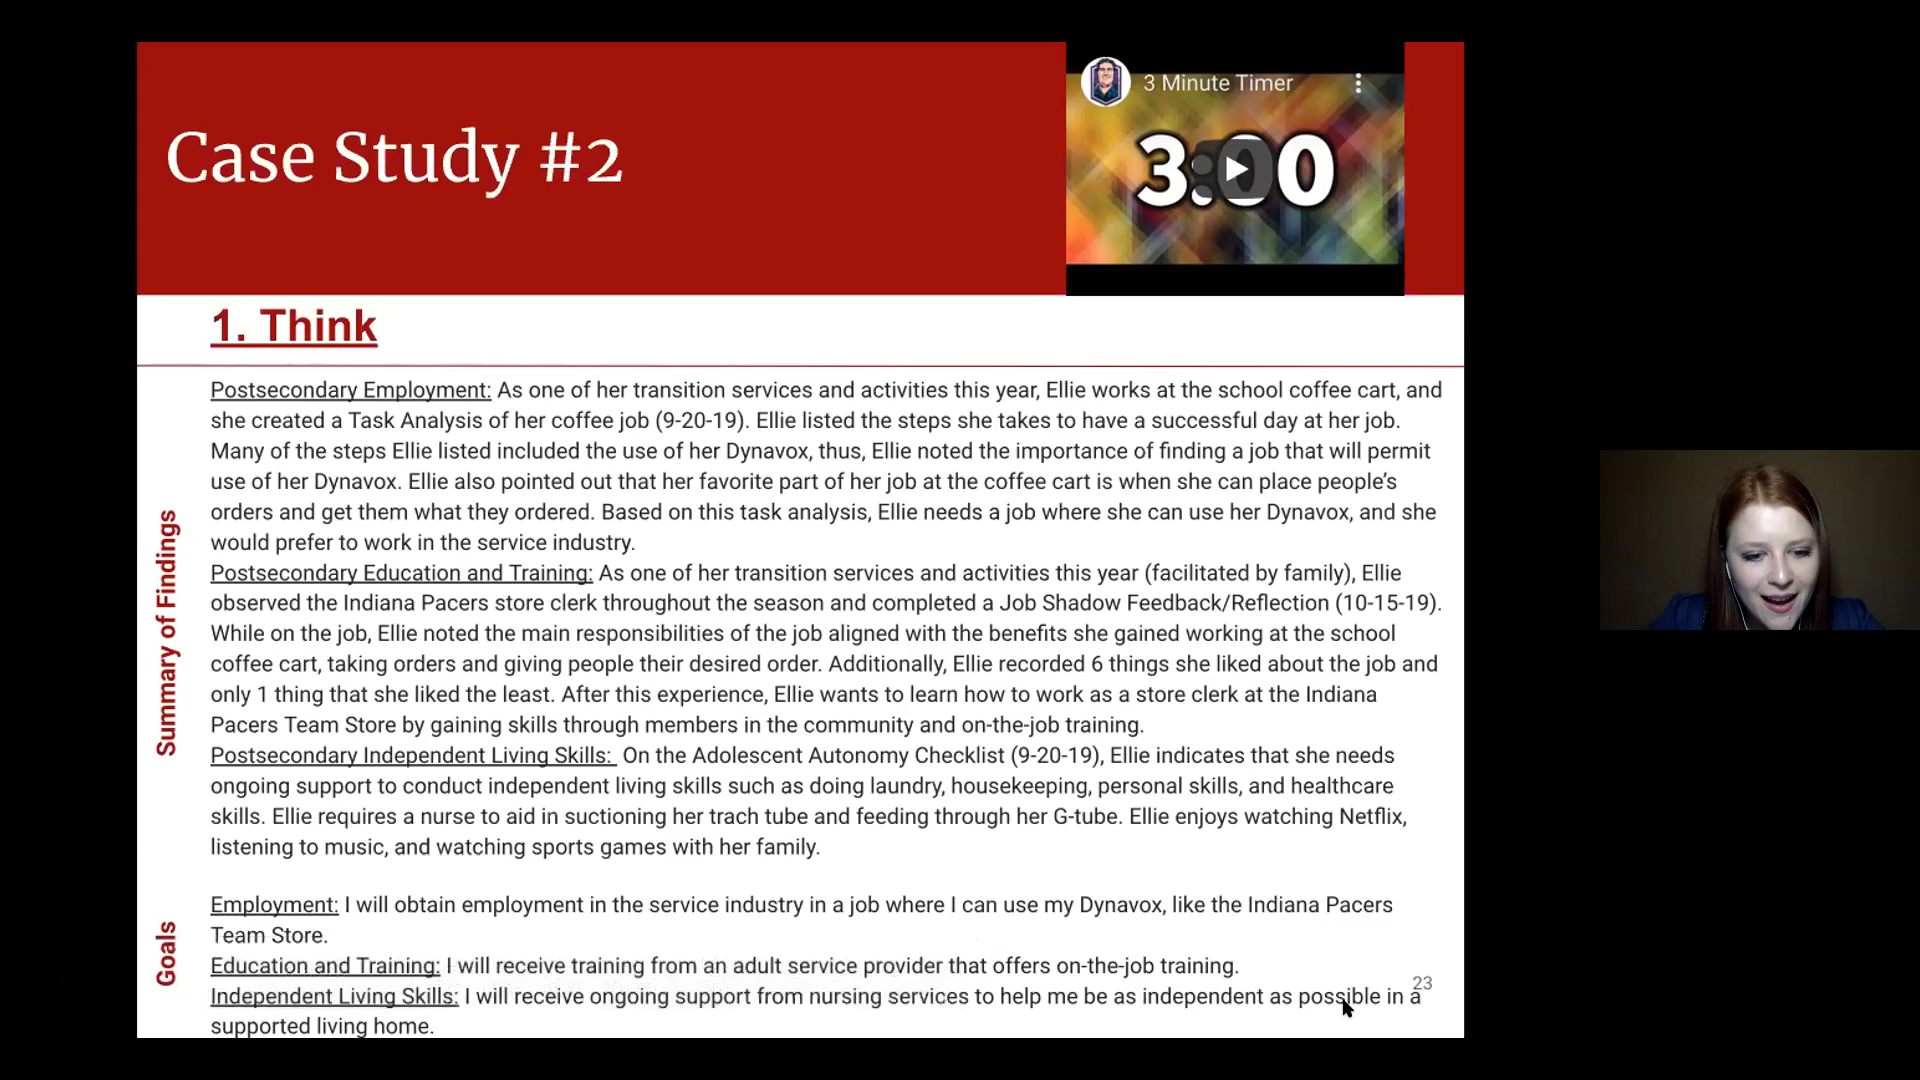 Case Study #2
3 Minute Timer
3:00
1. Think
Summary of Findings
Postsecondary Employment: As one of her transition services and activities this year, Ellie works at the school coffee cart, and
she created a Task Analysis of her coffee job (9-20-19). Ellie listed the steps she takes to have a successful day at her job.
Many of the steps Ellie listed included the use of her Dynavox, thus, Ellie noted the importance of finding a job that will permit
use of her Dynavox. Ellie also pointed out that her favorite part of her job at the coffee cart is when she can place people’s
orders and get them what they ordered. Based on this task analysis, Ellie needs a job where she can use her Dynavox, and she
would prefer to work in the service industry.
Postsecondary Education and Training: As one of her transition services and activities this year (facilitated by family), Ellie
observed the Indiana Pacers store clerk throughout the season and completed a Job Shadow Feedback/Reflection (10-15-19).
While on the job, Ellie noted the main responsibilities of the job aligned with the benefits she gained working at the school
coffee cart, taking orders and giving people their desired order. Additionally, Ellie recorded 6 things she liked about the job and
only 1 thing that she liked the least. After this experience, Ellie wants to learn how to work as a store clerk at the Indiana
Pacers Team Store by gaining skills through members in the community and on-the-job training.
Postsecondary Independent Living Skills: On the Adolescent Autonomy Checklist (9-20-19), Ellie indicates that she needs
ongoing support to conduct independent living skills such as doing laundry, housekeeping, personal skills, and healthcare
skills. Ellie requires a nurse to aid in suctioning her trach tube and feeding through her G-tube. Ellie enjoys watching Netflix,
listening to music, and watching sports games with her family.
Goals
Employment: I will obtain employment in the service industry in a job where I can use my Dynavox, like the Indiana Pacers
Team Store.
Education and Training: I will receive training from an adult service provider that offers on-the-job training.
Independent Living Skills: I will receive ongoing support from nursing services to help me be as independent as possible in a
supported living home.
23